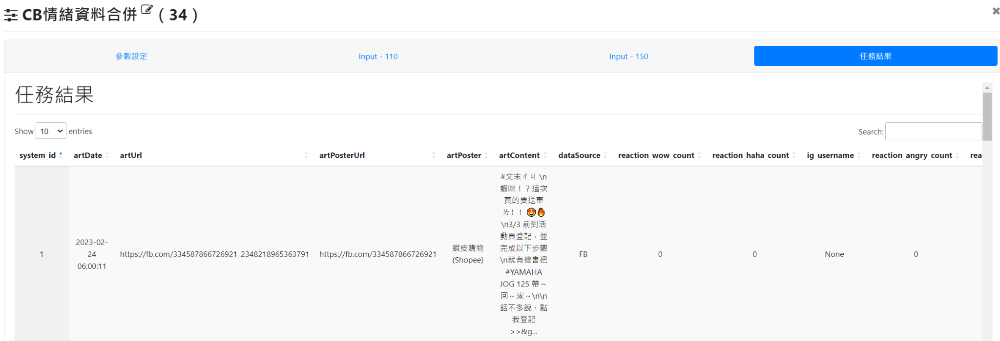 CB情緒資料合併 ( 34 )
參數設定 Input - 110 Input - 150 任務結果
任務結果
Show 10 entries Search:
system_id artDate artUrl artPosterUrl artPoster artContent dataSource reaction_wow_count reaction_haha_count ig_username reaction_angry_count rea
1
2023-02-
24
06:00:11
https://fb.com/334587866726921_2348218965363791
https://fb.com/334587866726921
蝦皮購物
(Shopee)
#文末ㄔㄐ \n
蝦咪！？這次
真的要送車
ㄌ！！ 🤩🔥
\n3/3 前到活
動頁登記，並
完成以下步驟
\n就有機會把
#YAMAHA
JOG 125 帶～
回～家～\n\n
話不多說，點
我登記
>>&g...
FB
0
0
None
0